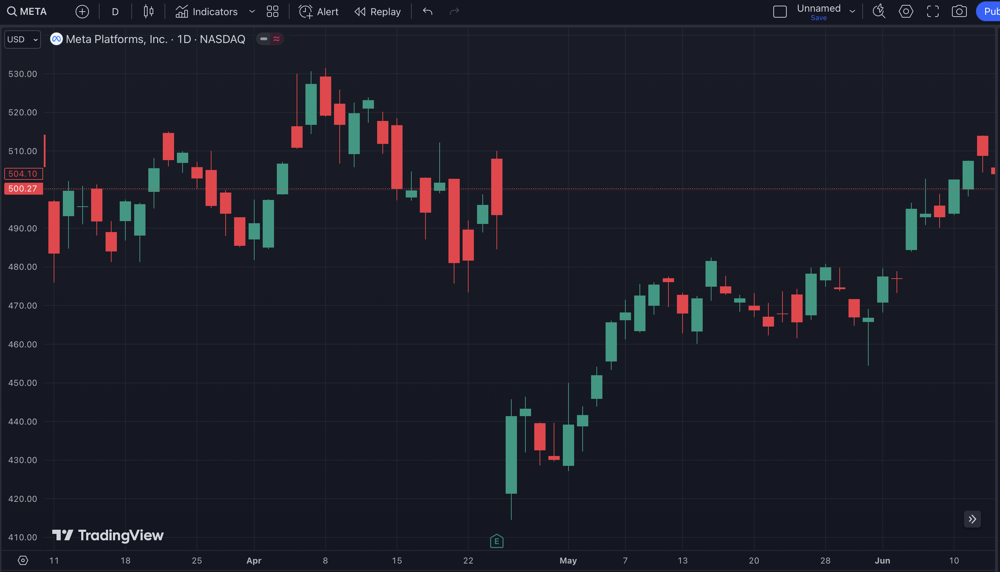 META
D
Indicators
Alert
Replay
Unnamed
Save
Pub
USD
Meta Platforms, Inc. · 1D · NASDAQ
530.00
520.00
510.00
504.10
500.27
490.00
480.00
470.00
460.00
450.00
440.00
430.00
420.00
410.00
TradingView
E
11 18 25 Apr 8 15 22 May 7 13 20 28 Jun 10